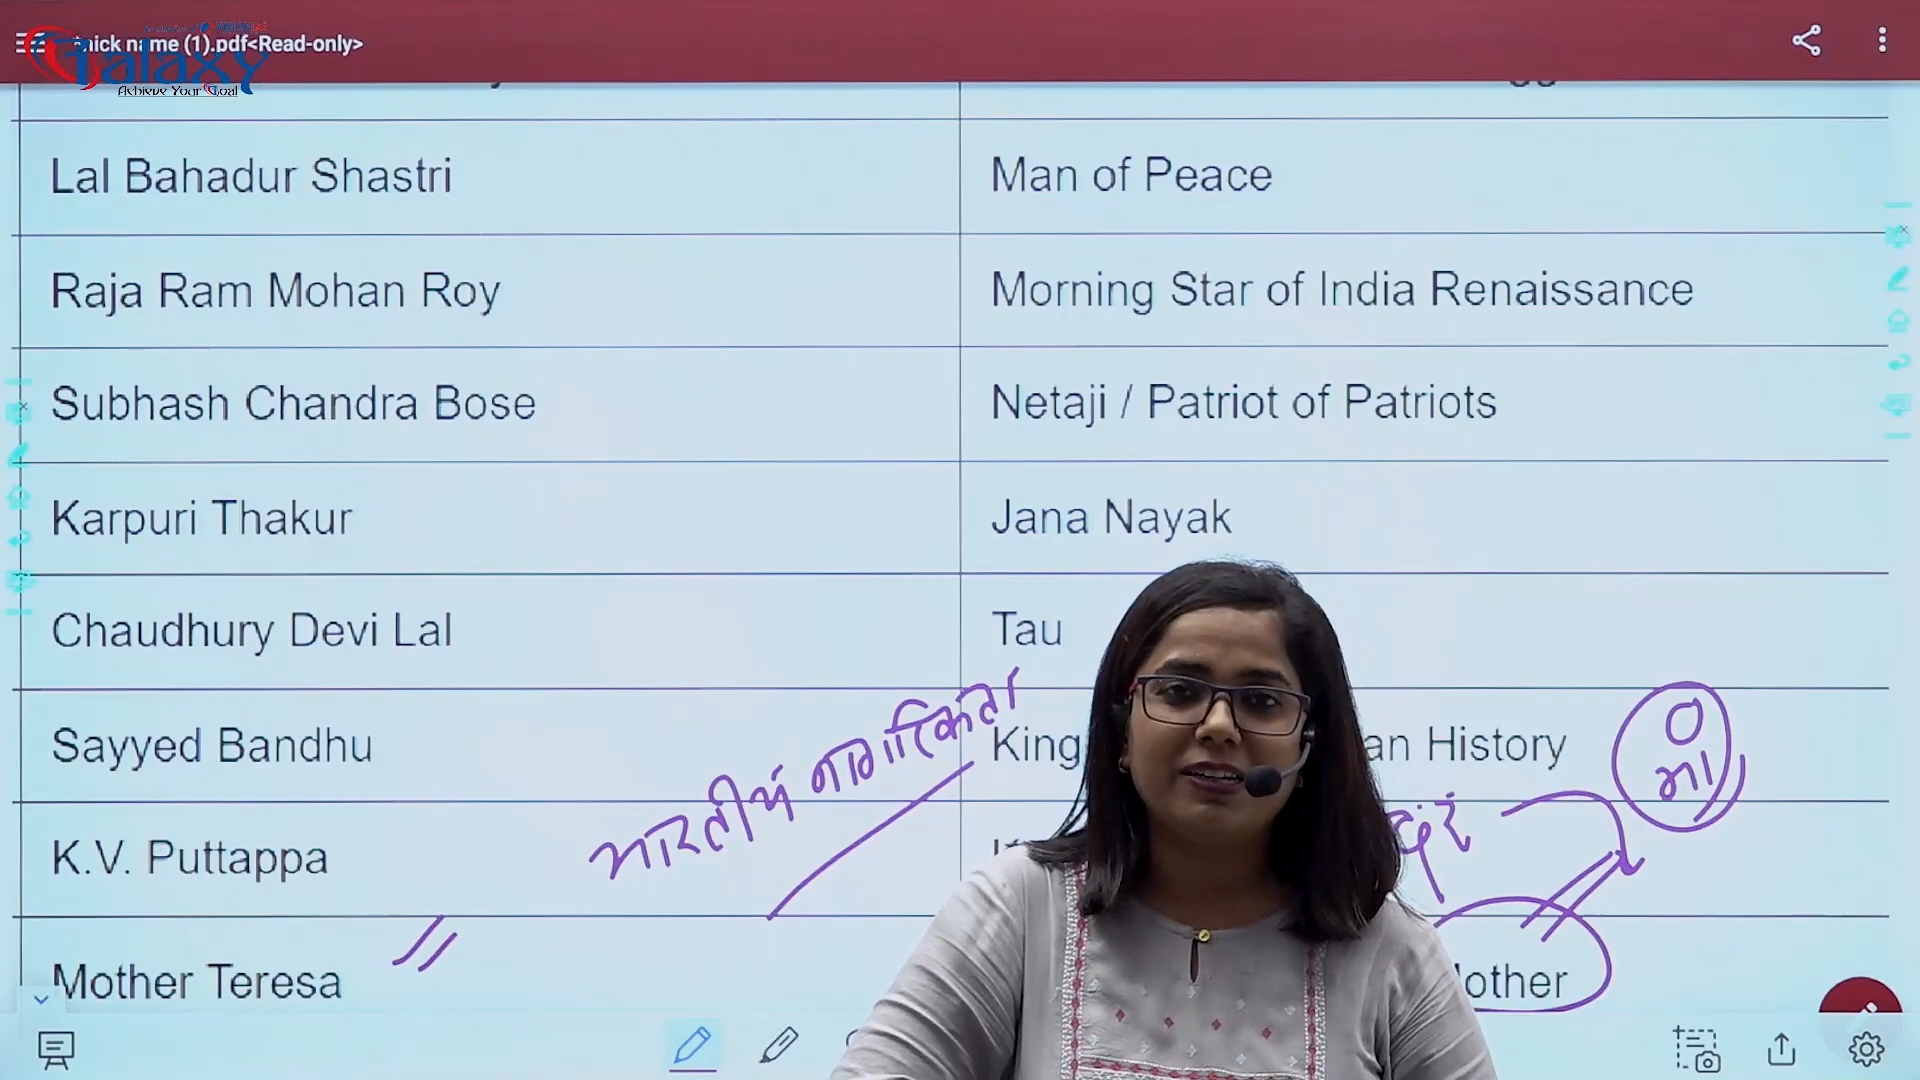 nick name (1).pdf<Read-only>
Galaxy
Achieve Your Goal
Lal Bahadur Shastri Man of Peace
Raja Ram Mohan Roy Morning Star of India Renaissance
Subhash Chandra Bose Netaji / Patriot of Patriots
Karpuri Thakur Jana Nayak
Chaudhury Devi Lal Tau
Sayyed Bandhu King an History
मा
भारतीय नागरिकता
K.V. Puttappa
Mother Teresa other